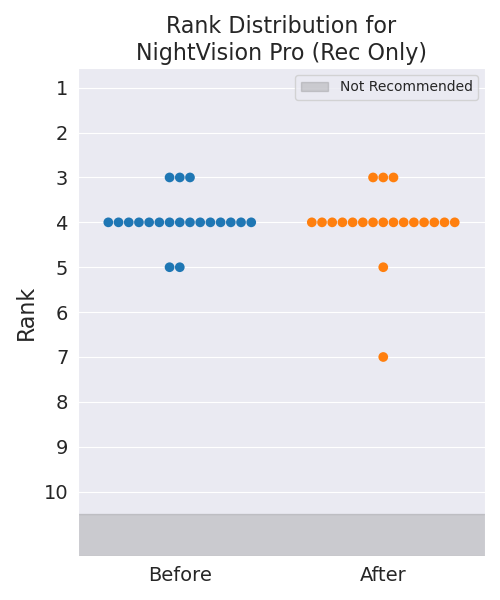 Rank Distribution for
NightVision Pro (Rec Only)
Not Recommended
Rank
1
2
3
4
5
6
7
8
9
10
Before
After